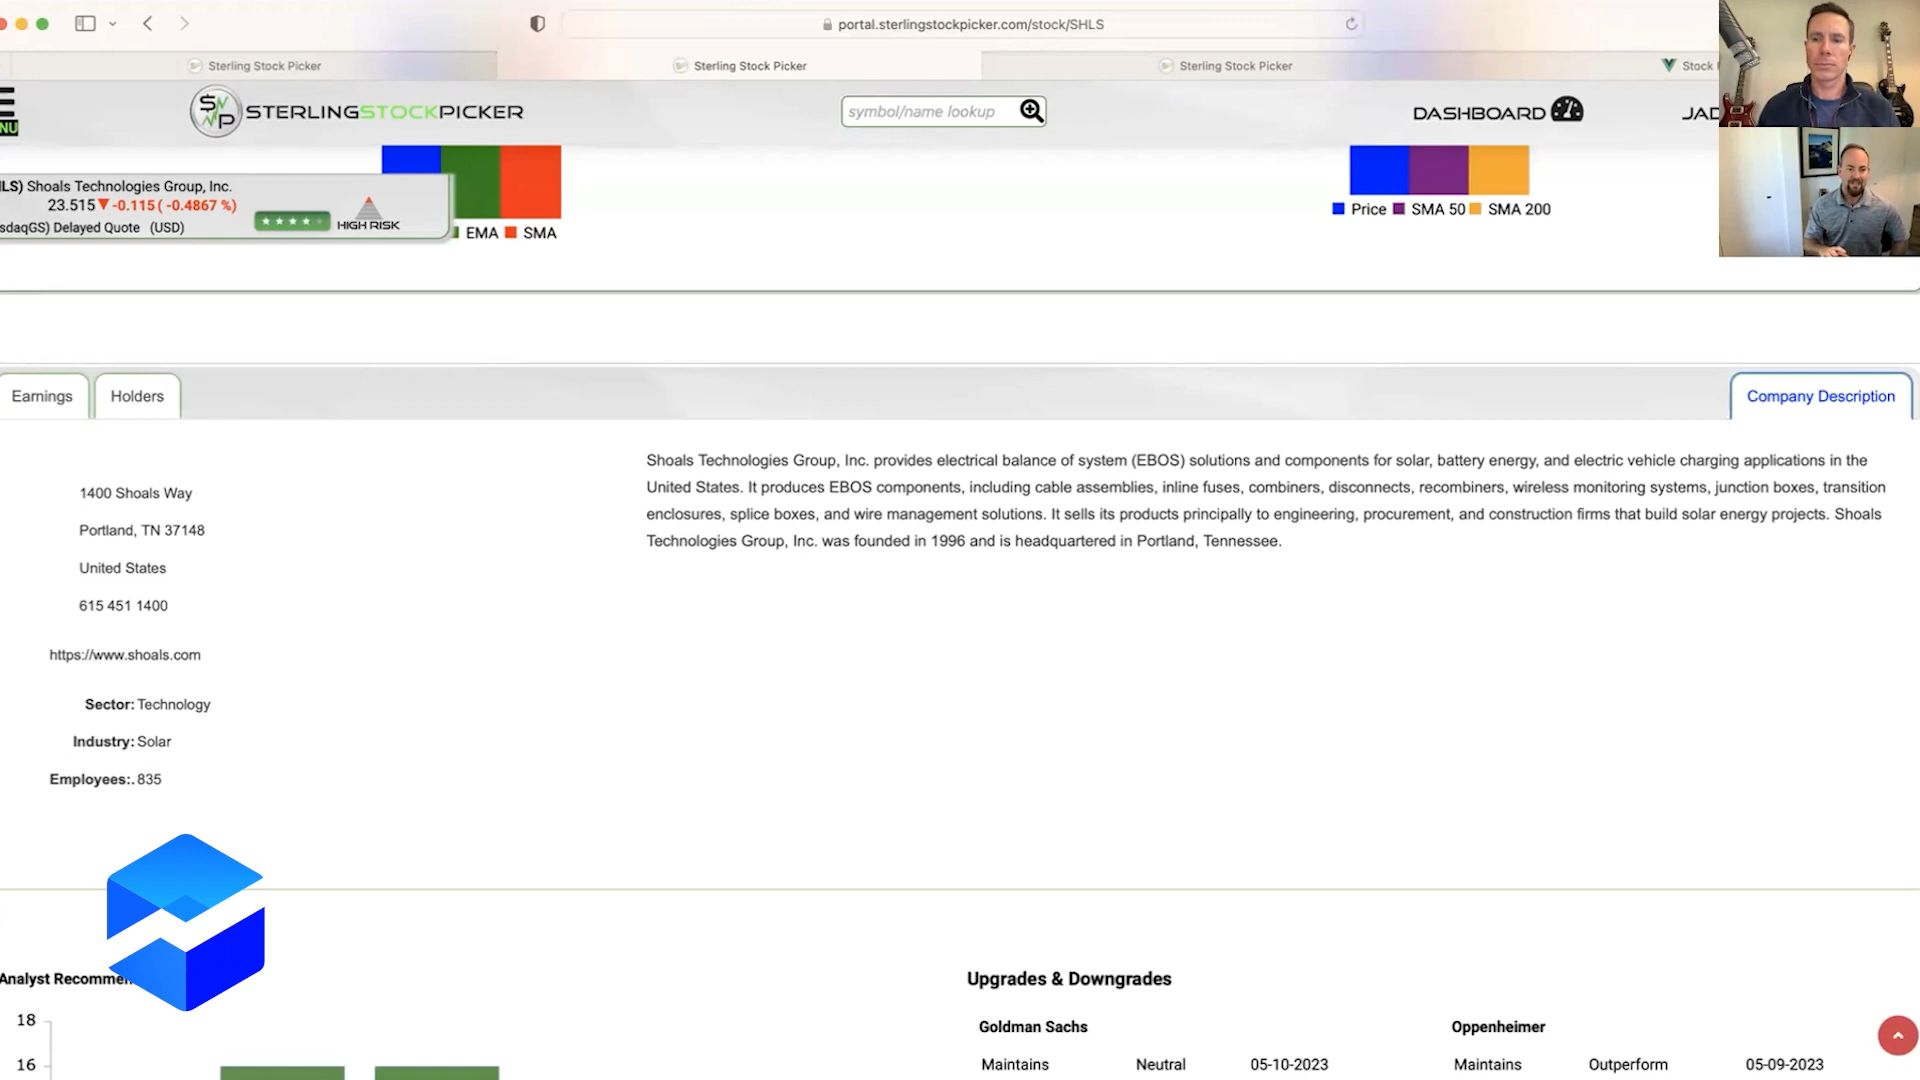 portal.sterlingstockpicker.com/stock/SHLS
Sterling Stock Picker
Sterling Stock Picker
Sterling Stock Picker
Stock
NU
STERLINGSTOCKPICKER
symbol/name lookup
DASHBOARD
JAD
LS) Shoals Technologies Group, Inc.
23.515 -0.115 ( -0.4867 %)
sdaqGS) Delayed Quote (USD)
HIGH RISK
EMA SMA
Price SMA 50 SMA 200
Earnings
Holders
Company Description
1400 Shoals Way
Portland, TN 37148
United States
615 451 1400
https://www.shoals.com
Sector: Technology
Industry: Solar
Employees:. 835
Shoals Technologies Group, Inc. provides electrical balance of system (EBOS) solutions and components for solar, battery energy, and electric vehicle charging applications in the
United States. It produces EBOS components, including cable assemblies, inline fuses, combiners, disconnects, recombiners, wireless monitoring systems, junction boxes, transition
enclosures, splice boxes, and wire management solutions. It sells its products principally to engineering, procurement, and construction firms that build solar energy projects. Shoals
Technologies Group, Inc. was founded in 1996 and is headquartered in Portland, Tennessee.
Analyst Recommen
18
16
Upgrades & Downgrades
Goldman Sachs
Maintains Neutral 05-10-2023
Oppenheimer
Maintains Outperform 05-09-2023